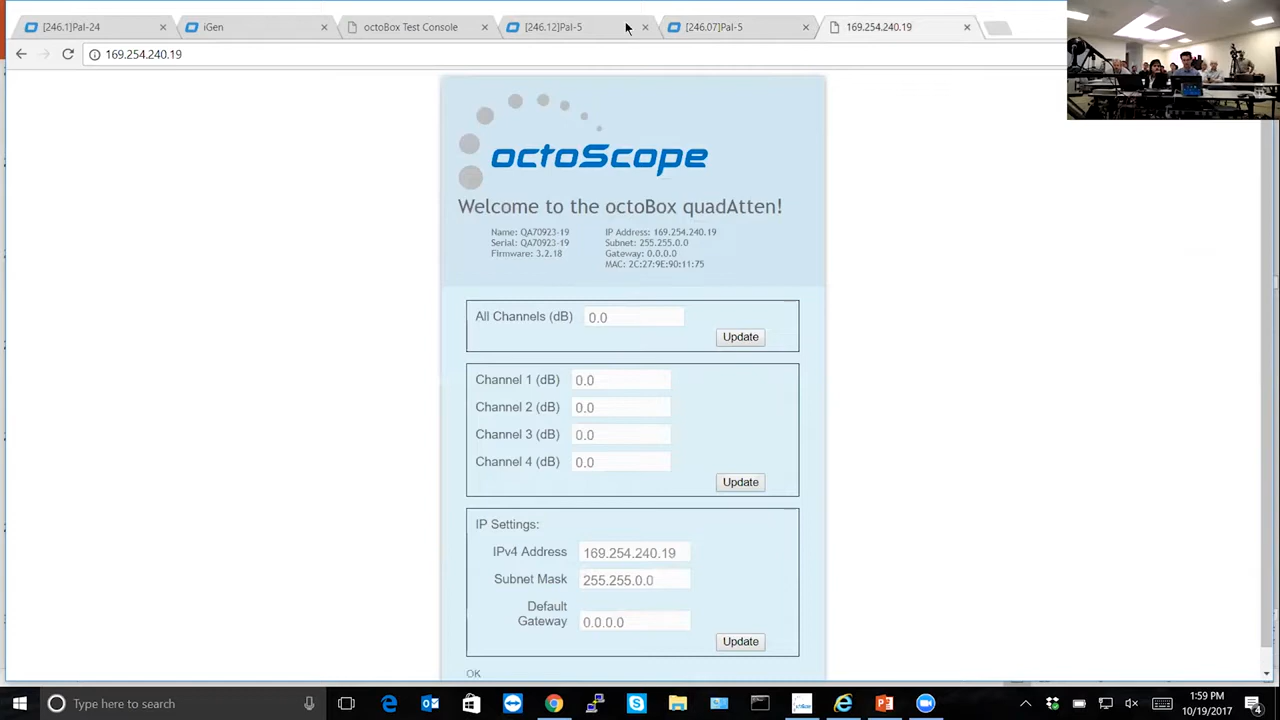 [246.1]Pal-24
iGen
octoBox Test Console
[246.12]Pal-5
[246.07]Pal-5
169.254.240.19
169.254.240.19
octoScope
Welcome to the octoBox quadAtten!
Name: QA70923-19
Serial: QA70923-19
Firmware: 3.2.18
IP Address: 169.254.240.19
Subnet: 255.255.0.0
Gateway: 0.0.0.0
MAC: 2C:27:9E:90:11:75
All Channels (dB) 0.0
Update
Channel 1 (dB) 0.0
Channel 2 (dB) 0.0
Channel 3 (dB) 0.0
Channel 4 (dB) 0.0
Update
IP Settings:
IPv4 Address 169.254.240.19
Subnet Mask 255.255.0.0
Default
Gateway 0.0.0.0
Update
OK
Type here to search
1:59 PM
10/19/2017
4